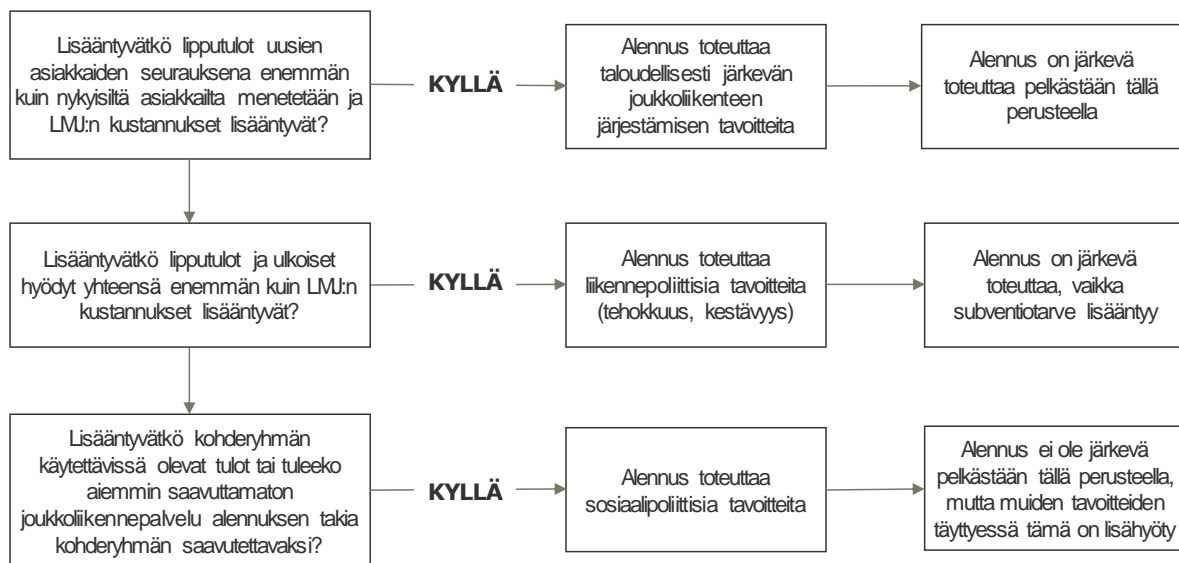 Lisääntyvätkö lipputulot uusien
asiakkaiden seurauksena enemmän
kuin nykyisiltä asiakkailta menetetään ja
LMJ:n kustannukset lisääntyvät?
KYLLÄ
Alennus toteuttaa
taloudellisesti järkevän
joukkoliikenteen
järjestämisen tavoitteita
Alennus on järkevä
toteuttaa pelkästään tällä
perusteella
Lisääntyvätkö lipputulot ja ulkoiset
hyödyt yhteensä enemmän kuin LMJ:n
kustannukset lisääntyvät?
KYLLÄ
Alennus toteuttaa
liikennepoliittisia tavoitteita
(tehokkuus, kestävyys)
Alennus on järkevä
toteuttaa, vaikka
subventiotarve lisääntyy
Lisääntyvätkö kohderyhmän
käytettävissä olevat tulot tai tuleeko
aiemmin saavuttamaton
joukkoliikennepalvelu alennuksen takia
kohderyhmän saavutettavaksi?
KYLLÄ
Alennus toteuttaa
sosiaalipoliittisia tavoitteita
Alennus ei ole järkevä
pelkästään tällä perusteella,
mutta muiden tavoitteiden
täyttyessä tämä on lisähyöty